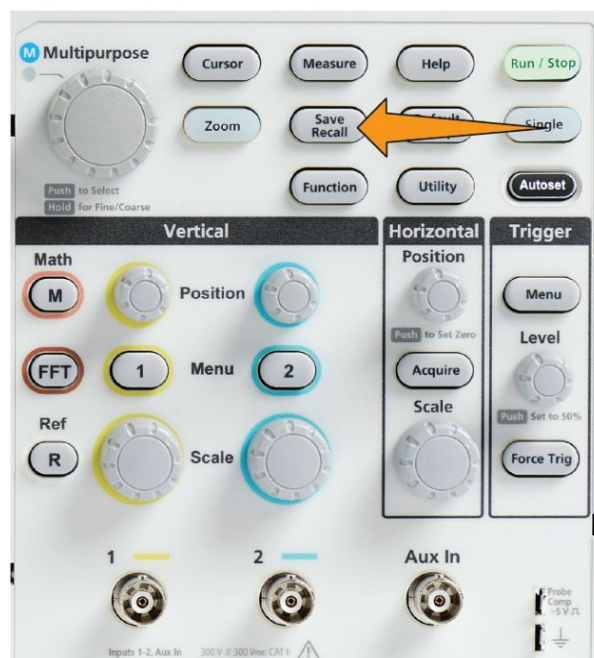 M Multipurpose
Cursor
Measure
Help
Run / Stop
Zoom
Save
Recall
Default
Single
Push to Select
Hold for Fine/Coarse
Function
Utility
Autoset
Vertical
Horizontal
Trigger
Math
M
Position
Position
Push to Set Zero
Menu
Level
FFT
1
Menu
2
Acquire
Push Set to 50%
Ref
R
Scale
Scale
Force Trig
1
2
Aux In
Inputs 1-2, Aux In
300 V
300 Vrms CAT II
Probe
Comp
~5 V